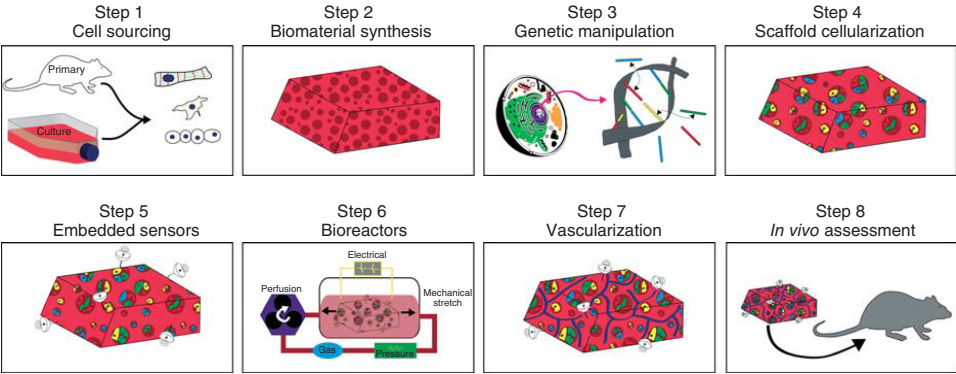 Step 1
Cell sourcing
Primary
Culture
Step 2
Biomaterial synthesis
Step 3
Genetic manipulation
Step 4
Scaffold cellularization
Step 5
Embedded sensors
Step 6
Bioreactors
Electrical
Perfusion
Mechanical
stretch
Gas
Pressure
Step 7
Vascularization
Step 8
In vivo assessment